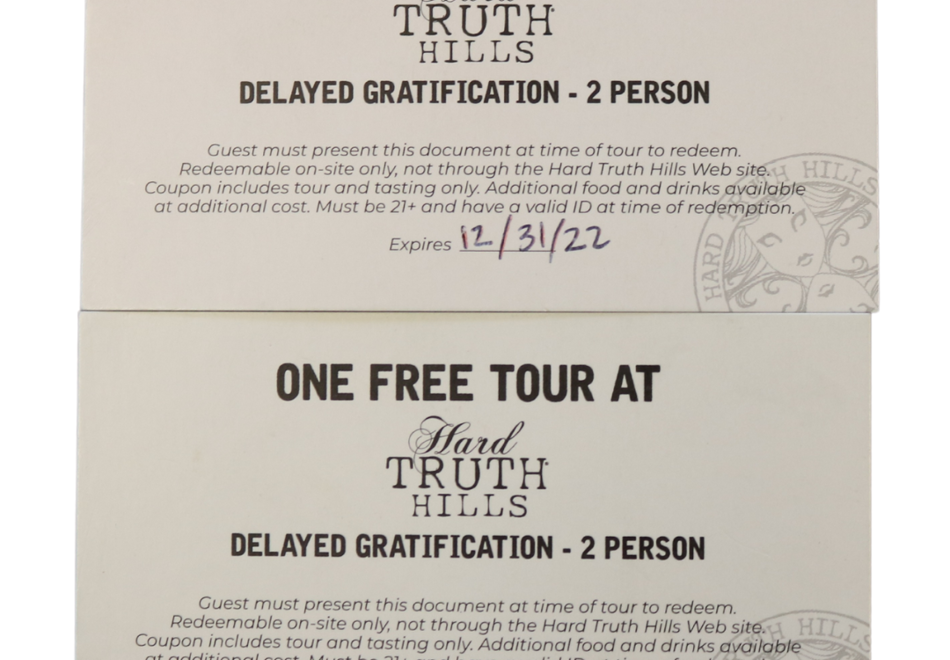 TRUTH
HILLS
DELAYED GRATIFICATION - 2 PERSON
Guest must present this document at time of tour to redeem.
Redeemable on-site only, not through the Hard Truth Hills Web site.
Coupon includes tour and tasting only. Additional food and drinks available
at additional cost. Must be 21+ and have a valid ID at time of redemption.
Expires 12/31/22
HARD TRUTH HILLS
ONE FREE TOUR AT
Hard
TRUTH
HILLS
DELAYED GRATIFICATION - 2 PERSON
Guest must present this document at time of tour to redeem.
Redeemable on-site only, not through the Hard Truth Hills Web site.
Coupon includes tour and tasting only. Additional food and drinks available
TH HILLS